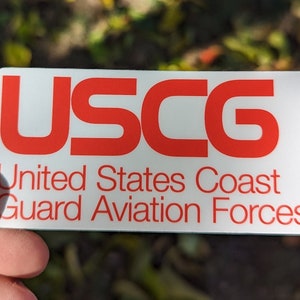 USCG
United States Coast
Guard Aviation Forces